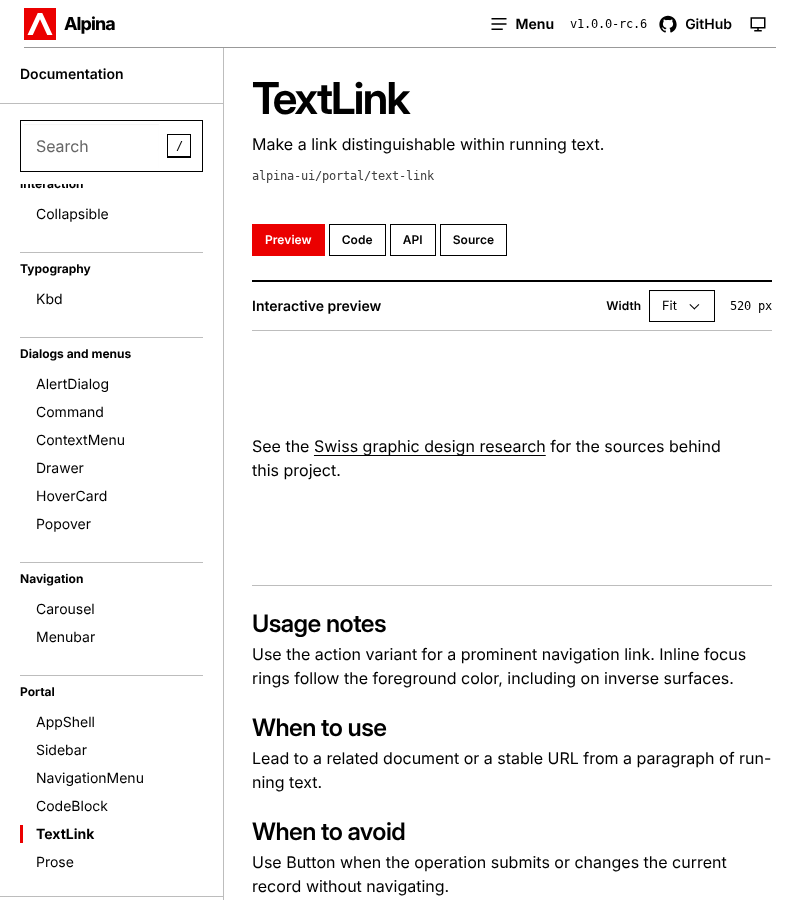 Alpina
Menu
v1.0.0-rc.6
GitHub
Documentation
Search
/
Interaction
Collapsible
Typography
Kbd
Dialogs and menus
AlertDialog
Command
ContextMenu
Drawer
HoverCard
Popover
Navigation
Carousel
Menubar
Portal
AppShell
Sidebar
NavigationMenu
CodeBlock
TextLink
Prose
TextLink
Make a link distinguishable within running text.
alpina-ui/portal/text-link
Preview
Code
API
Source
Interactive preview
Width
Fit
520 px
See the Swiss graphic design research for the sources behind
this project.
Usage notes
Use the action variant for a prominent navigation link. Inline focus
rings follow the foreground color, including on inverse surfaces.
When to use
Lead to a related document or a stable URL from a paragraph of run-
ning text.
When to avoid
Use Button when the operation submits or changes the current
record without navigating.